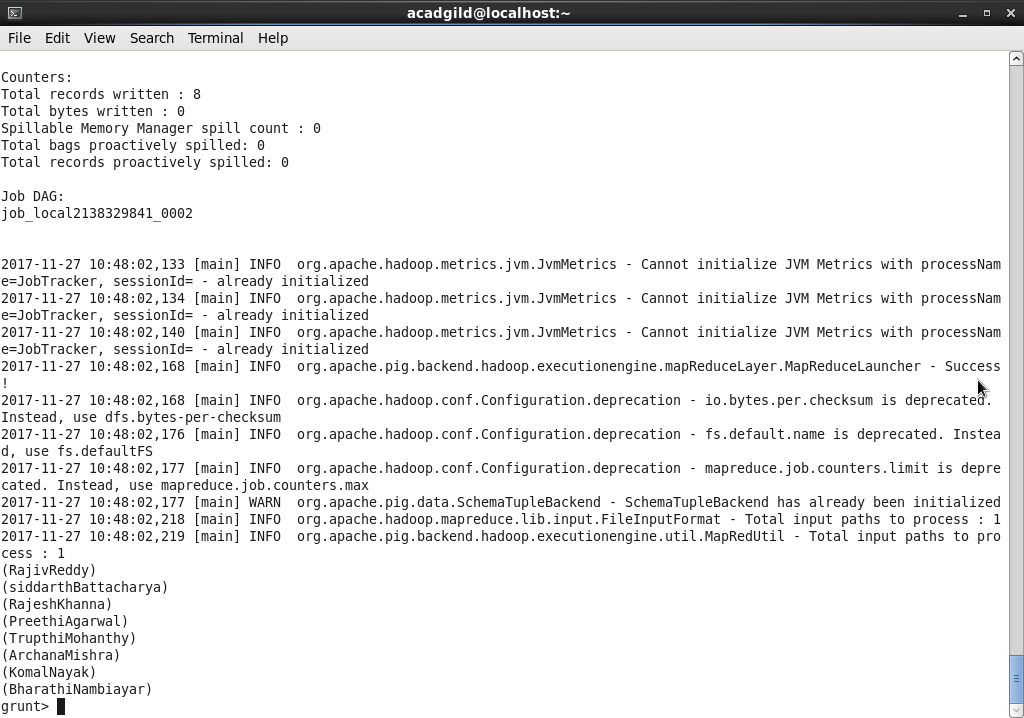 acadgild@localhost:~
File Edit View Search Terminal Help
Counters:
Total records written : 8
Total bytes written : 0
Spillable Memory Manager spill count : 0
Total bags proactively spilled: 0
Total records proactively spilled: 0
Job DAG:
job_local2138329841_0002
2017-11-27 10:48:02,133 [main] INFO  org.apache.hadoop.metrics.jvm.JvmMetrics - Cannot initialize JVM Metrics with processNam
e=JobTracker, sessionId= - already initialized
2017-11-27 10:48:02,134 [main] INFO  org.apache.hadoop.metrics.jvm.JvmMetrics - Cannot initialize JVM Metrics with processNam
e=JobTracker, sessionId= - already initialized
2017-11-27 10:48:02,140 [main] INFO  org.apache.hadoop.metrics.jvm.JvmMetrics - Cannot initialize JVM Metrics with processNam
e=JobTracker, sessionId= - already initialized
2017-11-27 10:48:02,168 [main] INFO  org.apache.pig.backend.hadoop.executionengine.mapReduceLayer.MapReduceLauncher - Success
!
2017-11-27 10:48:02,168 [main] INFO  org.apache.hadoop.conf.Configuration.deprecation - io.bytes.per.checksum is deprecated.
Instead, use dfs.bytes-per-checksum
2017-11-27 10:48:02,176 [main] INFO  org.apache.hadoop.conf.Configuration.deprecation - fs.default.name is deprecated. Instea
d, use fs.defaultFS
2017-11-27 10:48:02,177 [main] INFO  org.apache.hadoop.conf.Configuration.deprecation - mapreduce.job.counters.limit is depre
cated. Instead, use mapreduce.job.counters.max
2017-11-27 10:48:02,177 [main] WARN  org.apache.pig.data.SchemaTupleBackend - SchemaTupleBackend has already been initialized
2017-11-27 10:48:02,218 [main] INFO  org.apache.hadoop.mapreduce.lib.input.FileInputFormat - Total input paths to process : 1
2017-11-27 10:48:02,219 [main] INFO  org.apache.pig.backend.hadoop.executionengine.util.MapRedUtil - Total input paths to pro
cess : 1
(RajivReddy)
(siddarthBattacharya)
(RajeshKhanna)
(PreethiAgarwal)
(TrupthiMohanthy)
(ArchanaMishra)
(KomalNayak)
(BharathiNambiayar)
grunt>